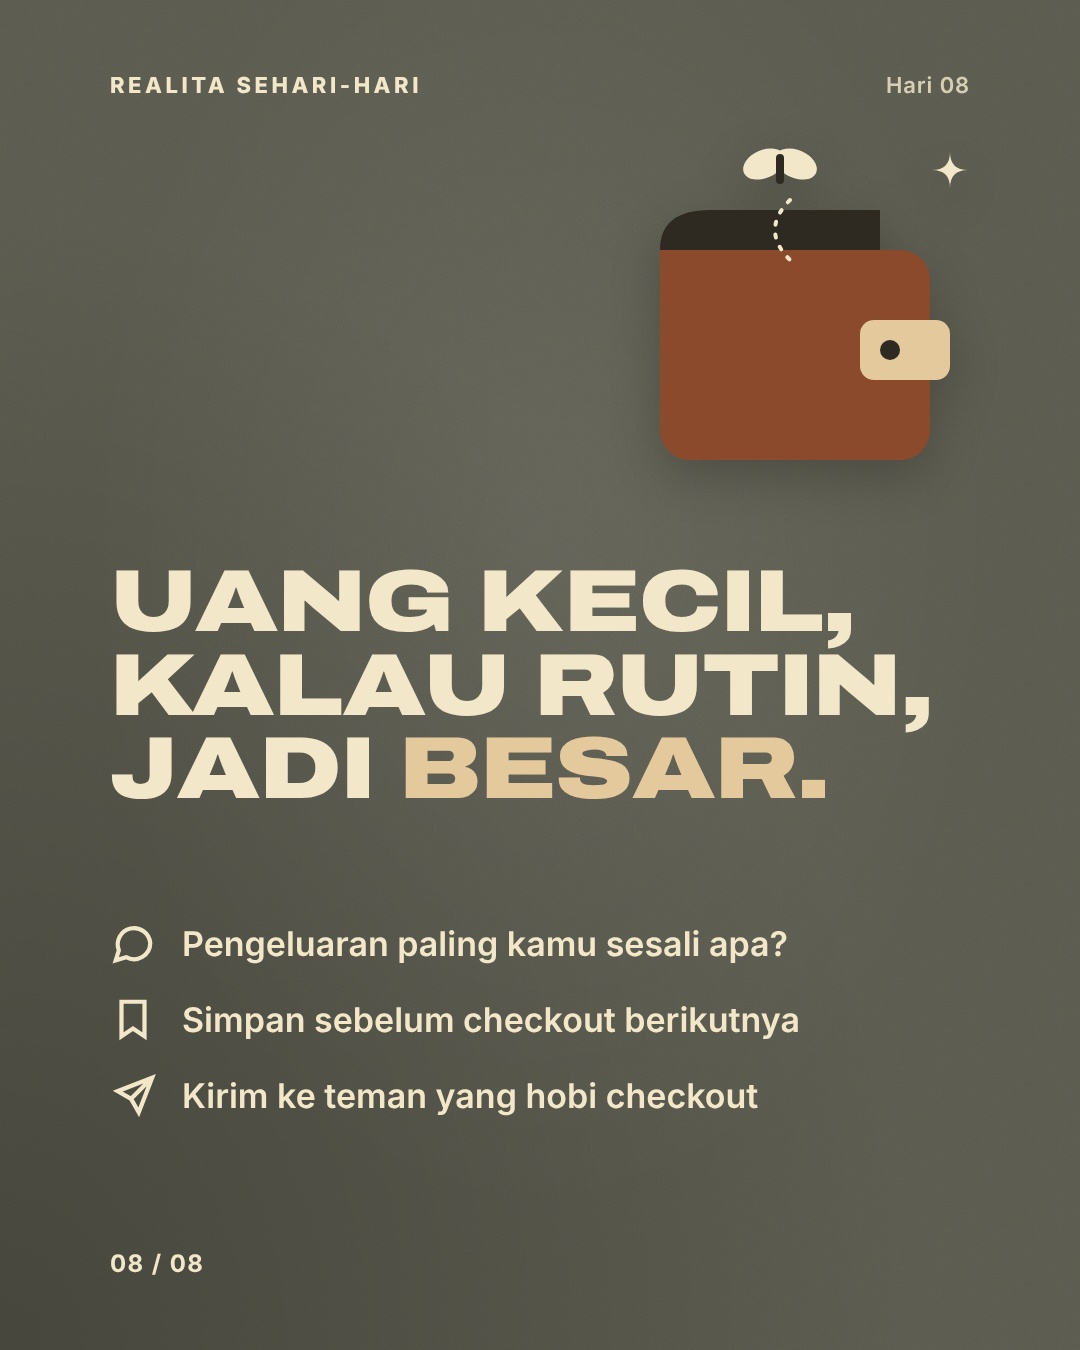 REALITA SEHARI-HARI
Hari 08
UANG KECIL,
KALAU RUTIN,
JADI BESAR.
Pengeluaran paling kamu sesali apa?
Simpan sebelum checkout berikutnya
Kirim ke teman yang hobi checkout
08 / 08